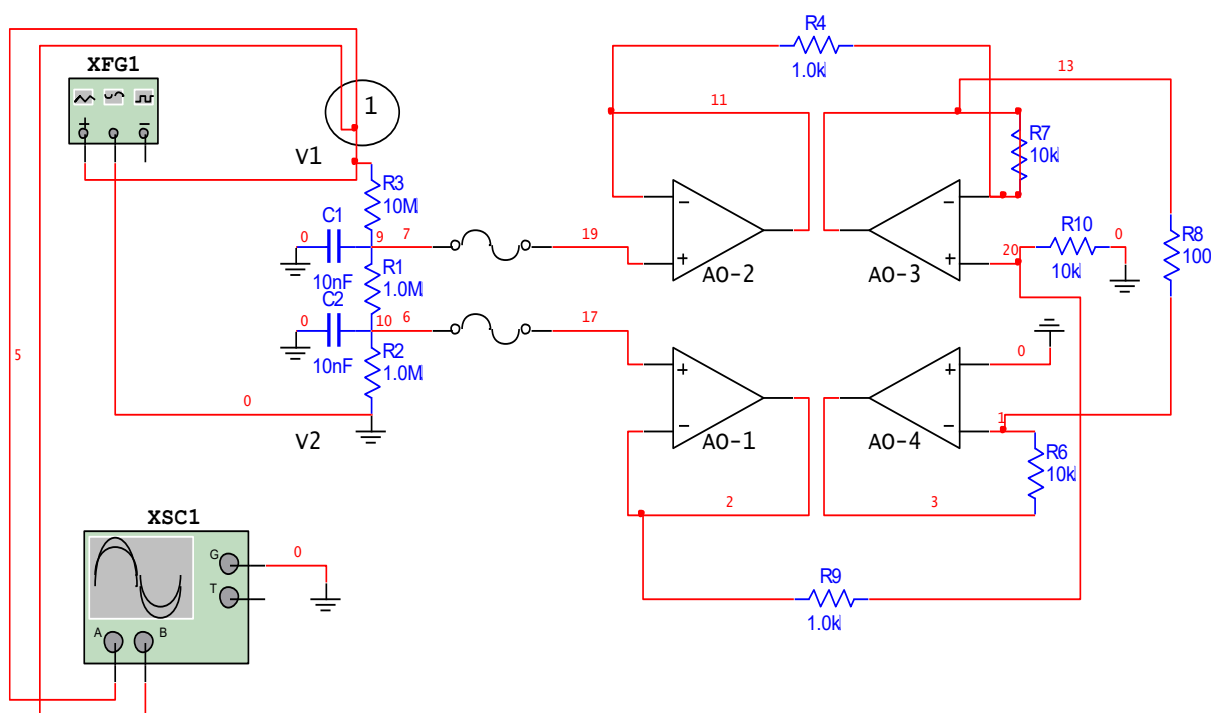 R4
1.0k
13
XFG1
+
−
1
11
V1
R7
10k
R3
10M
−
−
C1
0
9
7
19
20
R10
0
R8
100
+
+
10k
10nF
R1
1.0M
AO-2
AO-3
C2
0
10
6
17
0
5
10nF
R2
1.0M
+
+
0
1
V2
−
−
AO-1
AO-4
R6
10k
2
3
XSC1
G
0
T
R9
A
B
1.0k